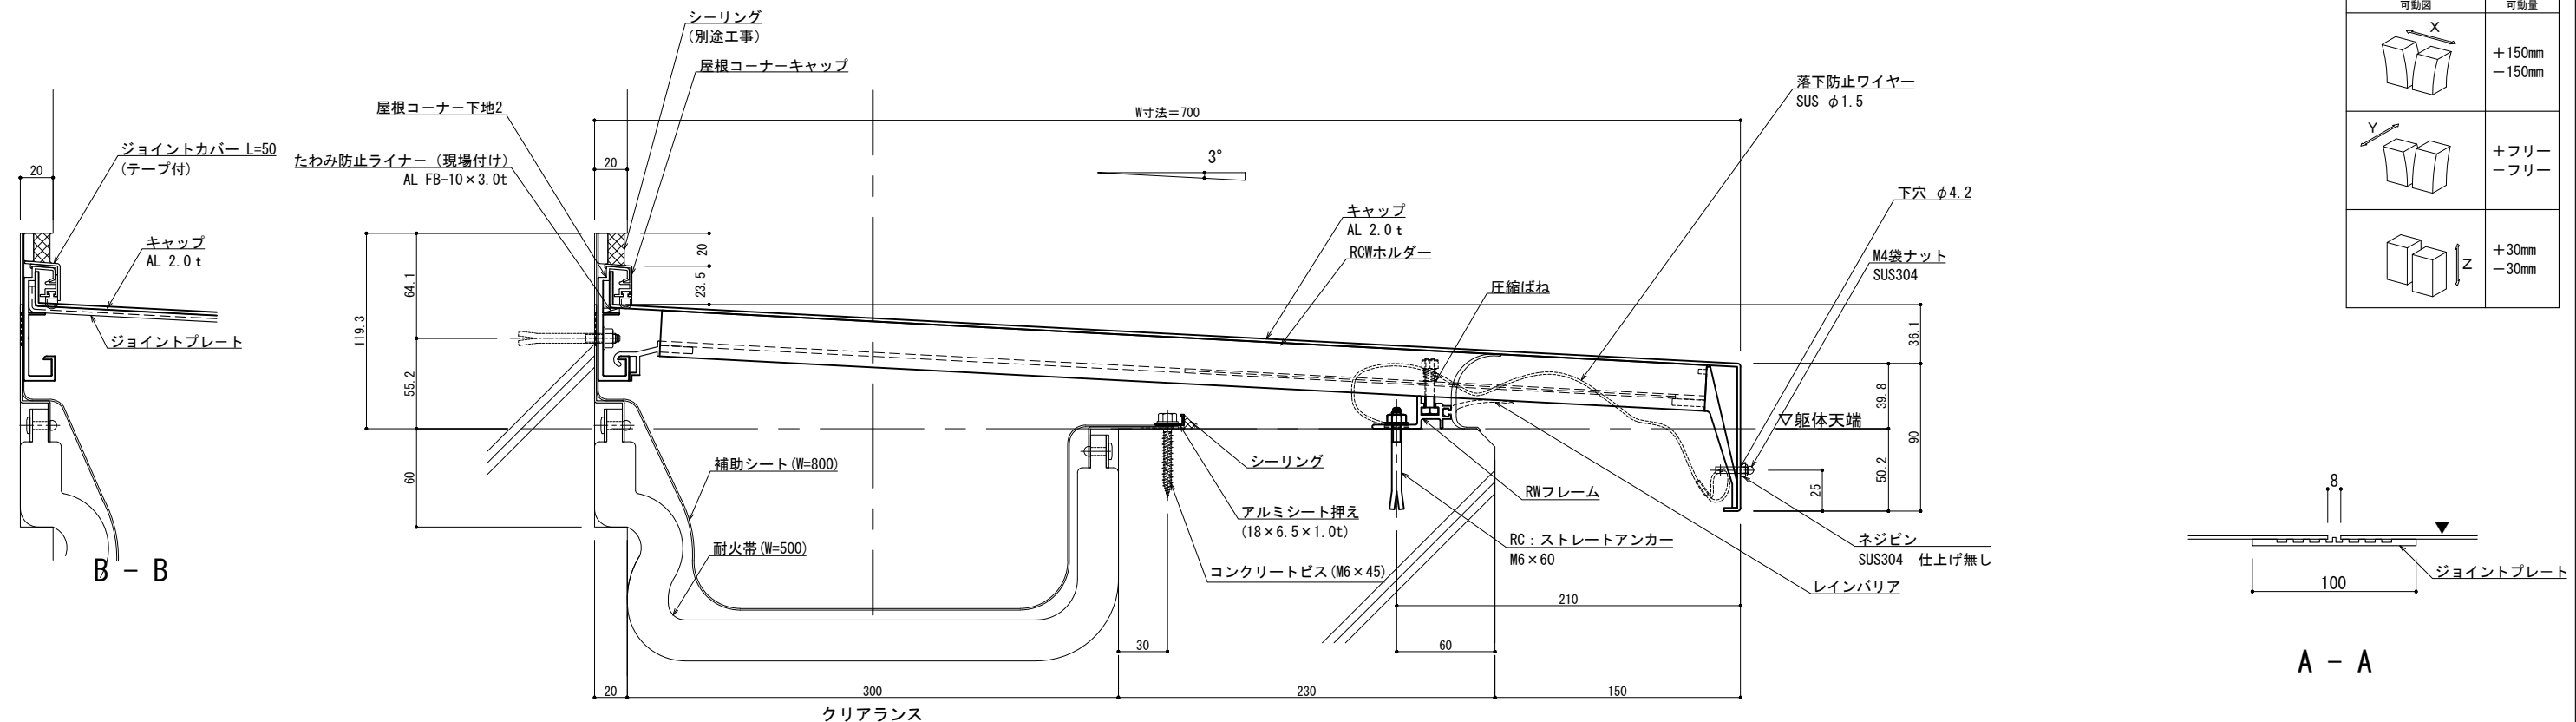 シーリング
(別途工事)
屋根コーナーキャップ
屋根コーナー下地2
たわみ防止ライナー (現場付け)
AL FB-10×3.0t
ジョイントカバー L=50
(テープ付)
20
キャップ
AL 2.0 t
ジョイントプレート
B − B
W寸法=700
20
3°
落下防止ワイヤー
SUS φ1.5
キャップ
AL 2.0 t
RCWホルダー
圧縮ばね
下穴 φ4.2
M4袋ナット
SUS304
20
23.5
64.1
119.3
55.2
60
36.1
39.8
90
50.2
25
▽躯体天端
補助シート(W=800)
耐火帯(W=500)
シーリング
アルミシート押え
(18×6.5×1.0t)
コンクリートビス(M6×45)
RWフレーム
RC：ストレートアンカー
M6×60
ネジピン
SUS304 仕上げ無し
レインバリア
210
30
60
20
300
230
150
クリアランス
可動図
可動量
X
+150mm
−150mm
Y
+フリー
−フリー
Z
+30mm
−30mm
8
ジョイントプレート
100
A − A